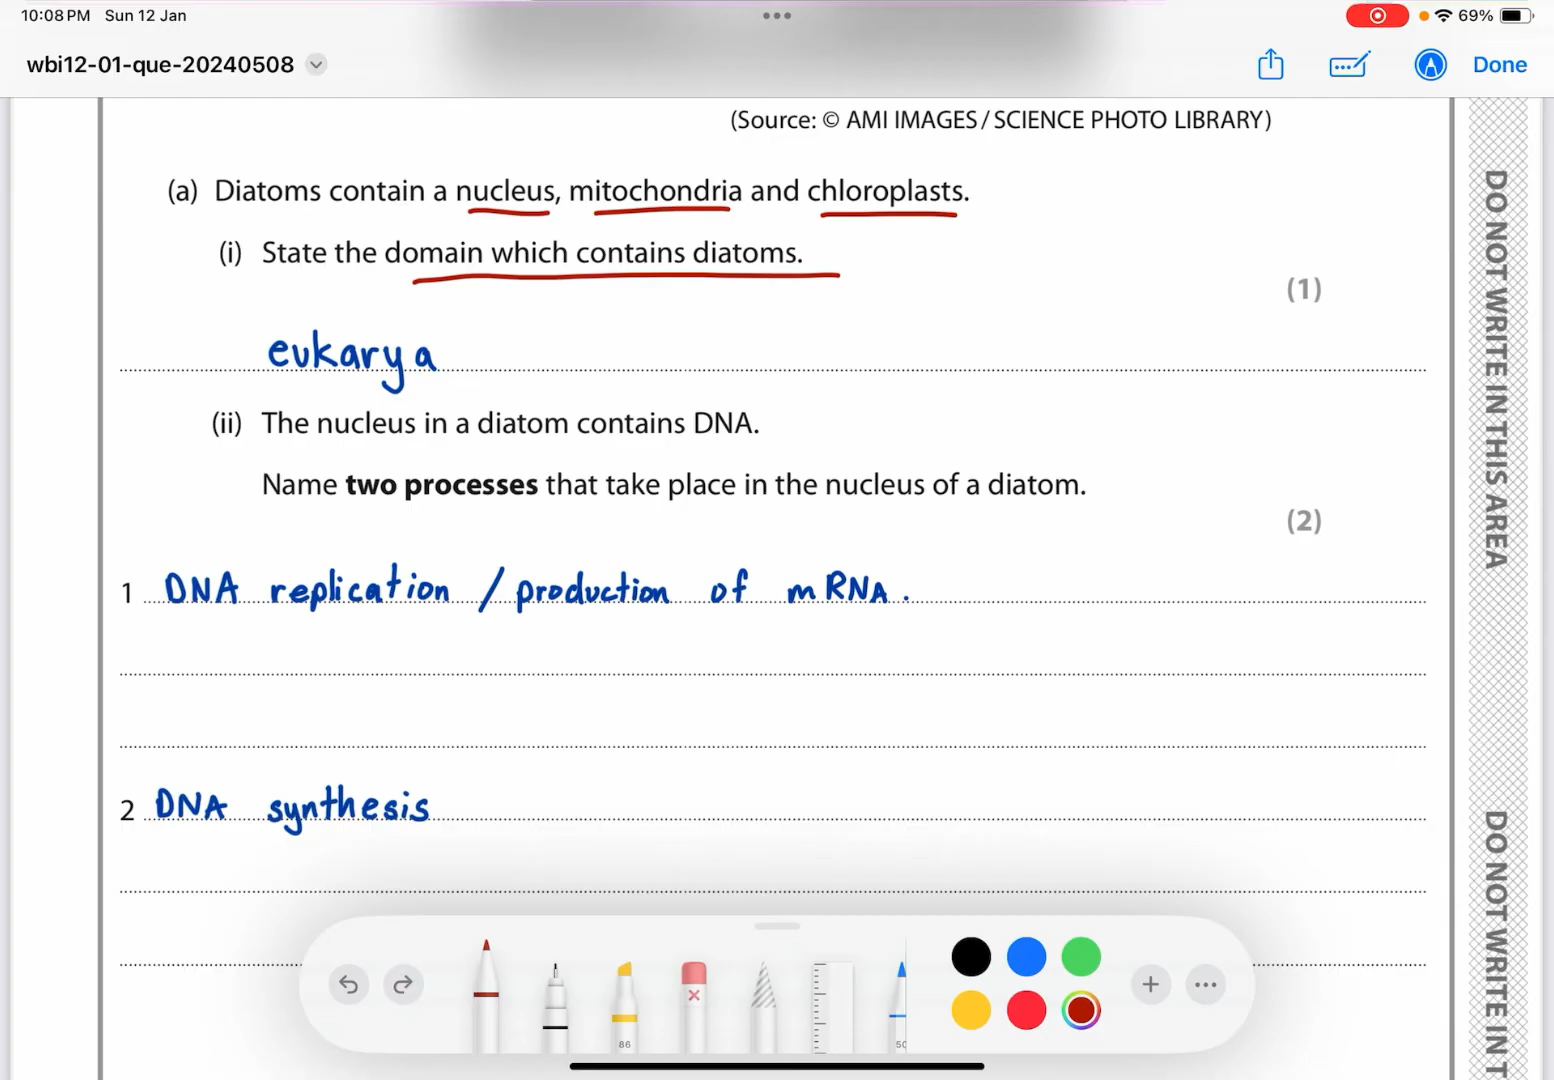 10:08 PM Sun 12 Jan
69%
wbi12-01-que-20240508
Done
(Source: © AMI IMAGES / SCIENCE PHOTO LIBRARY)
(a) Diatoms contain a nucleus, mitochondria and chloroplasts.
(i) State the domain which contains diatoms.
(1)
eukarya
(ii) The nucleus in a diatom contains DNA.
Name two processes that take place in the nucleus of a diatom.
(2)
1 DNA replication / production of mRNA.
2 DNA synthesis
86
50
DO NOT WRITE IN THIS AREA
DO NOT WRITE IN T